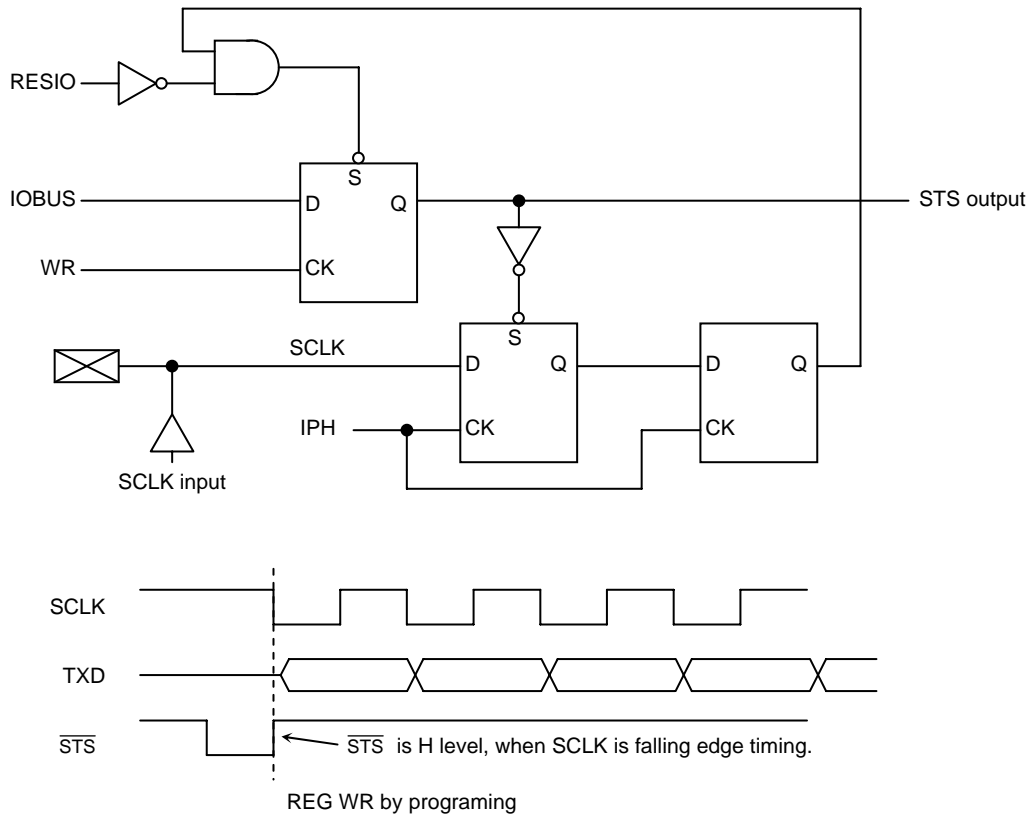 RESIO
S
IOBUS
D
Q
STS output
WR
CK
S
SCLK
D
Q
D
Q
IPH
CK
CK
SCLK input
SCLK
TXD
STS
STS is H level, when SCLK is falling edge timing.
REG WR by programing